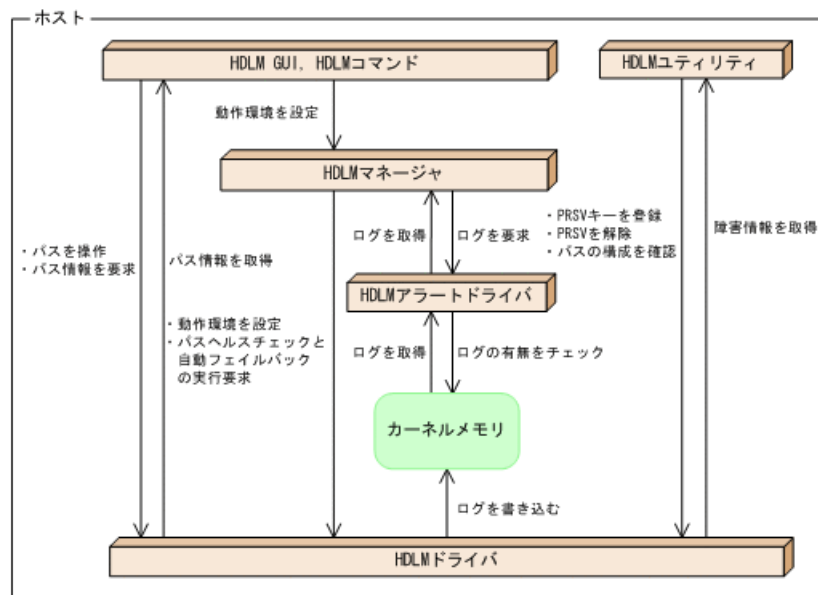 ホスト
HDLM GUI, HDLMコマンド
HDLMユティリティ
動作環境を設定
HDLMマネージャ
・パスを操作
・パス情報を要求
パス情報を取得
ログを取得
ログを要求
・PRSVキーを登録
・PRSVを解除
・パスの構成を確認
障害情報を取得
HDLMアラートドライバ
・動作環境を設定
・パスヘルスチェックと
自動フェイルバック
の実行要求
ログを取得
ログの有無をチェック
カーネルメモリ
ログを書き込む
HDLMドライバ